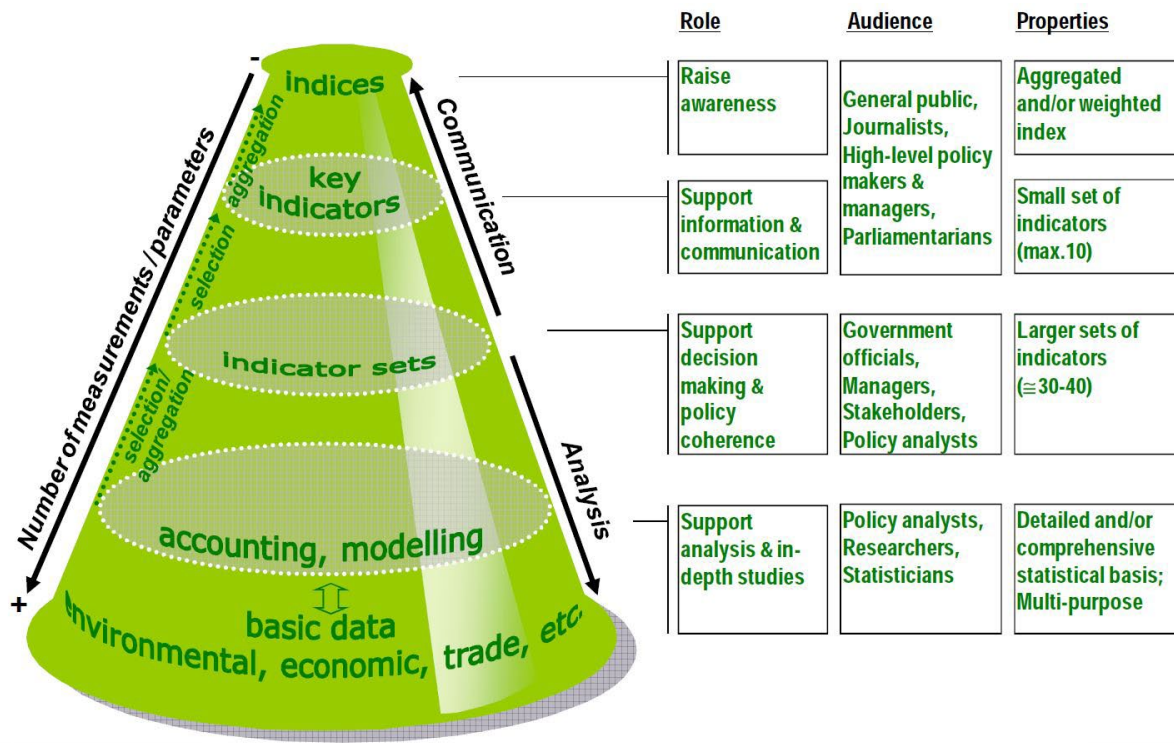 Role
Audience
Properties
-
indices
key
indicators
indicator sets
accounting, modelling
basic data
environmental, economic, trade, etc.
Number of measurements / parameters
+
aggregation
selection
selection/
aggregation
Communication
Analysis
Raise
awareness
General public,
Journalists,
High-level policy
makers &
managers,
Parliamentarians
Aggregated
and/or weighted
index
Support
information &
communication
Small set of
indicators
(max.10)
Support
decision
making &
policy
coherence
Government
officials,
Managers,
Stakeholders,
Policy analysts
Larger sets of
indicators
(≅30-40)
Support
analysis & in-
depth studies
Policy analysts,
Researchers,
Statisticians
Detailed and/or
comprehensive
statistical basis;
Multi-purpose